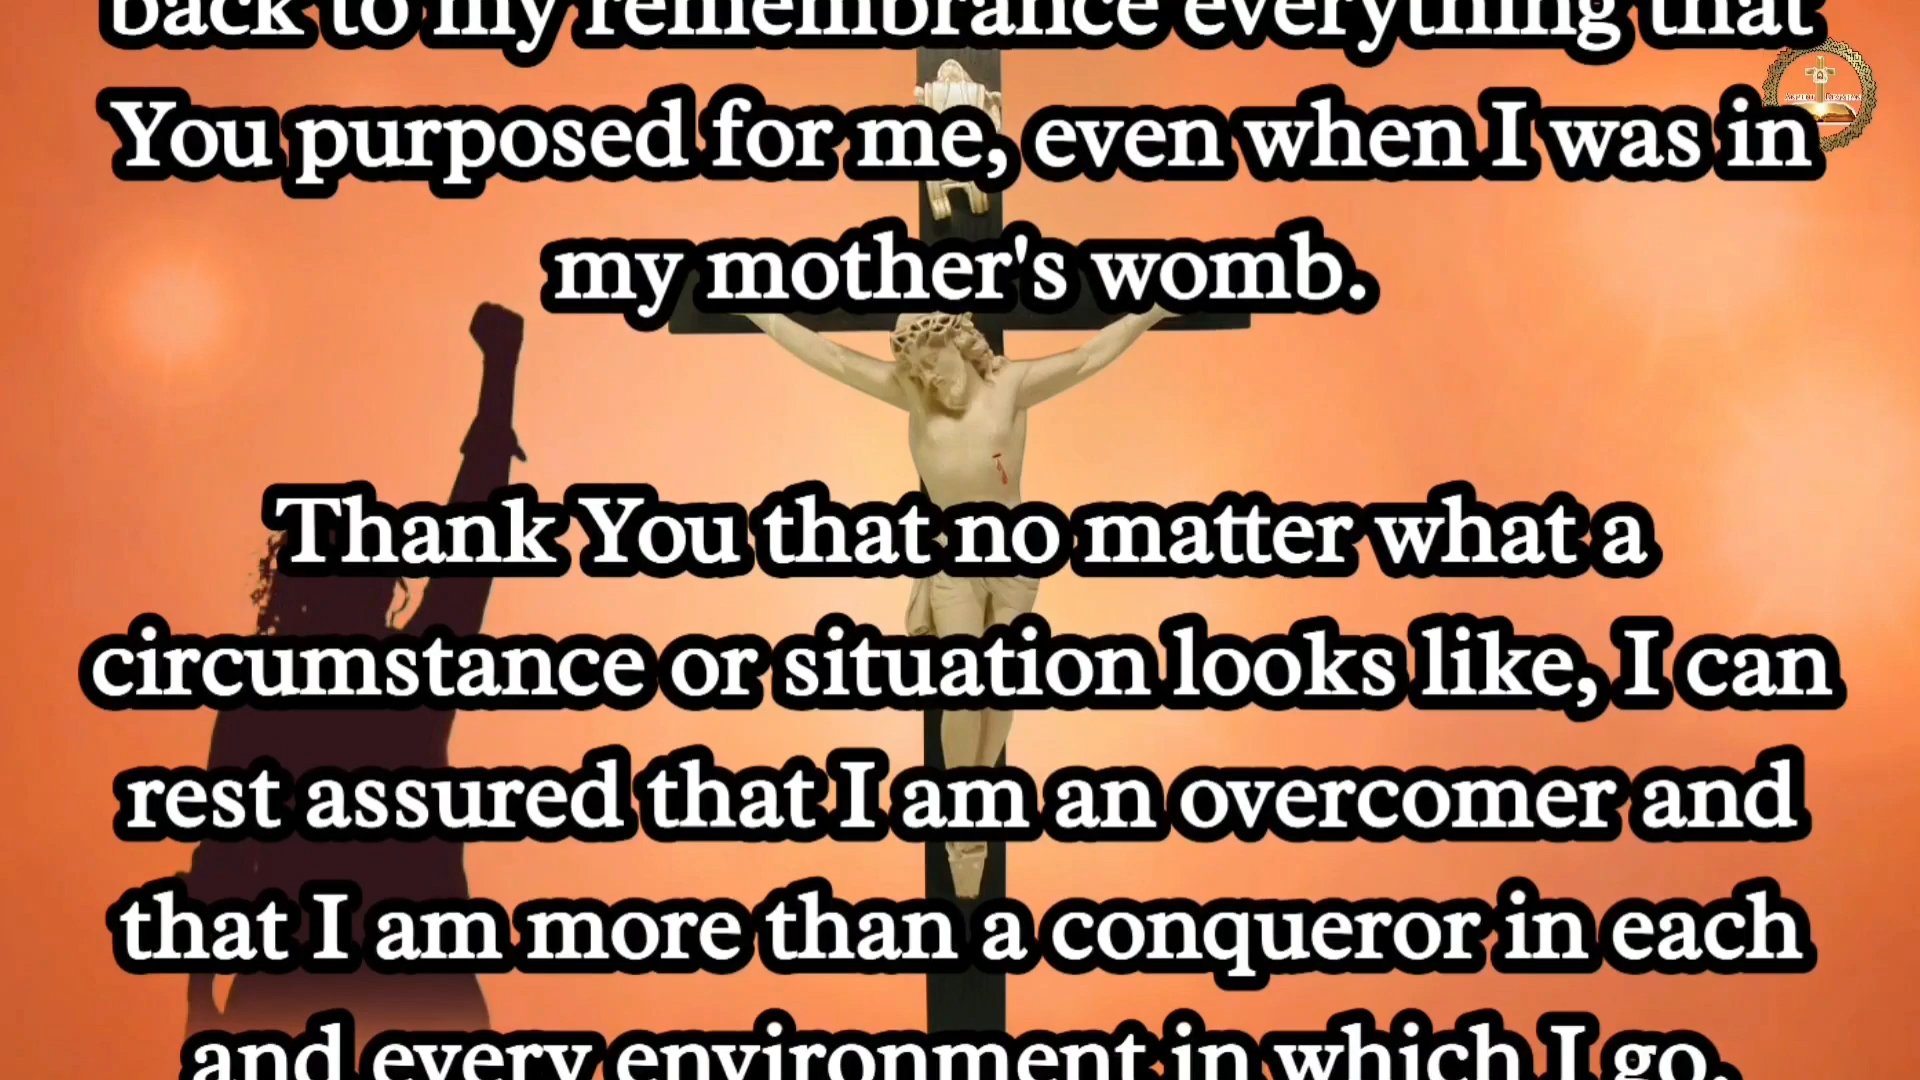 back to my remembrance everything that
You purposed for me, even when I was in
my mother's womb.
Thank You that no matter what a
circumstance or situation looks like, I can
rest assured that I am an overcomer and
that I am more than a conqueror in each
and every environment in which I go.